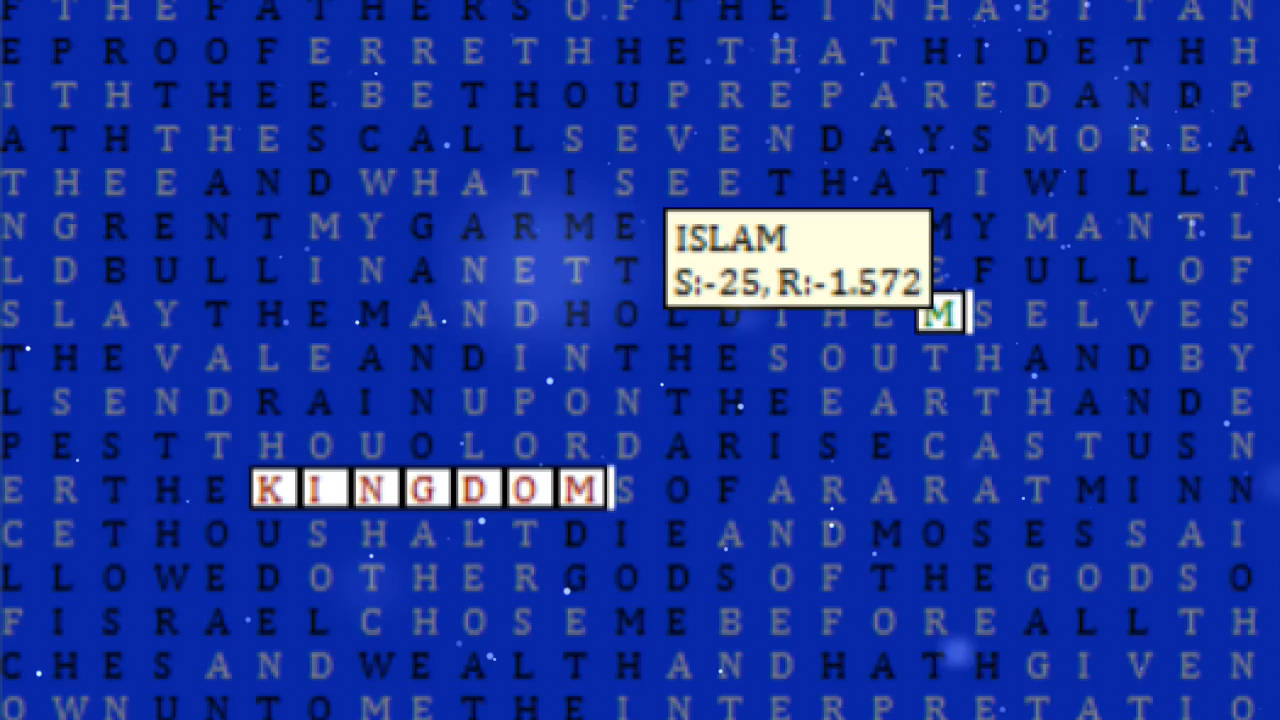 F T H E F A T H E R S O F T H E I N H A B I T A N
E P R O O F E R R E T H H E T H A T H I D E T H H
I T H T H E E B E T H O U P R E P A R E D A N D P
A T H T H E S C A L L S E V E N D A Y S M O R E A
T H E E A N D W H A T I S E E T H A T I W I L L T
N G R E N T M Y G A R M E M Y M A N T L
ISLAM
L D B U L L I N A N E T T E F U L L O F
S:-25, R:-1.572
S L A Y T H E M A N D H O L D T H E M S E L V E S
T H E V A L E A N D I N T H E S O U T H A N D B Y
L S E N D R A I N U P O N T H E E A R T H A N D E
P E S T T H O U O L O R D A R I S E C A S T U S N
E R T H E K I N G D O M S O F A R A R A T M I N N
C E T H O U S H A L T D I E A N D M O S E S S A I
L L O W E D O T H E R G O D S O F T H E G O D S O
F I S R A E L C H O S E M E B E F O R E A L L T H
C H E S A N D W E A L T H A N D H A T H G I V E N
O W N U N T O M E T H E I N T E R P R E T A T I O